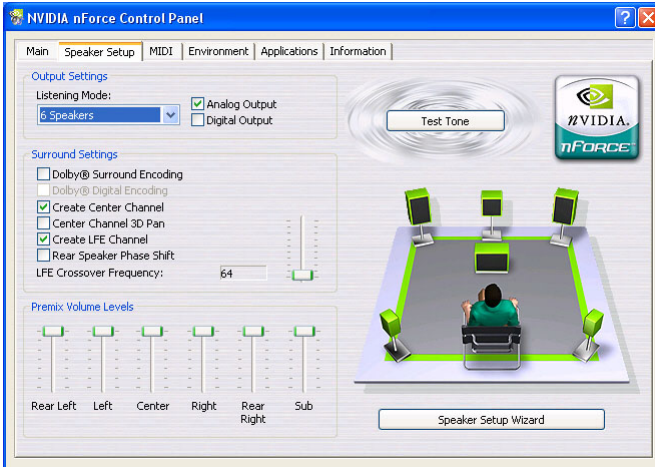 NVIDIA nForce Control Panel
Main Speaker Setup MIDI Environment Applications Information
Output Settings
Listening Mode:
6 Speakers
Analog Output
Digital Output
Test Tone
nVIDIA.
nFORCE
Surround Settings
Dolby® Surround Encoding
Dolby® Digital Encoding
Create Center Channel
Center Channel 3D Pan
Create LFE Channel
Rear Speaker Phase Shift
LFE Crossover Frequency: 64
Premix Volume Levels
Rear Left Left Center Right Rear Right Sub
Speaker Setup Wizard